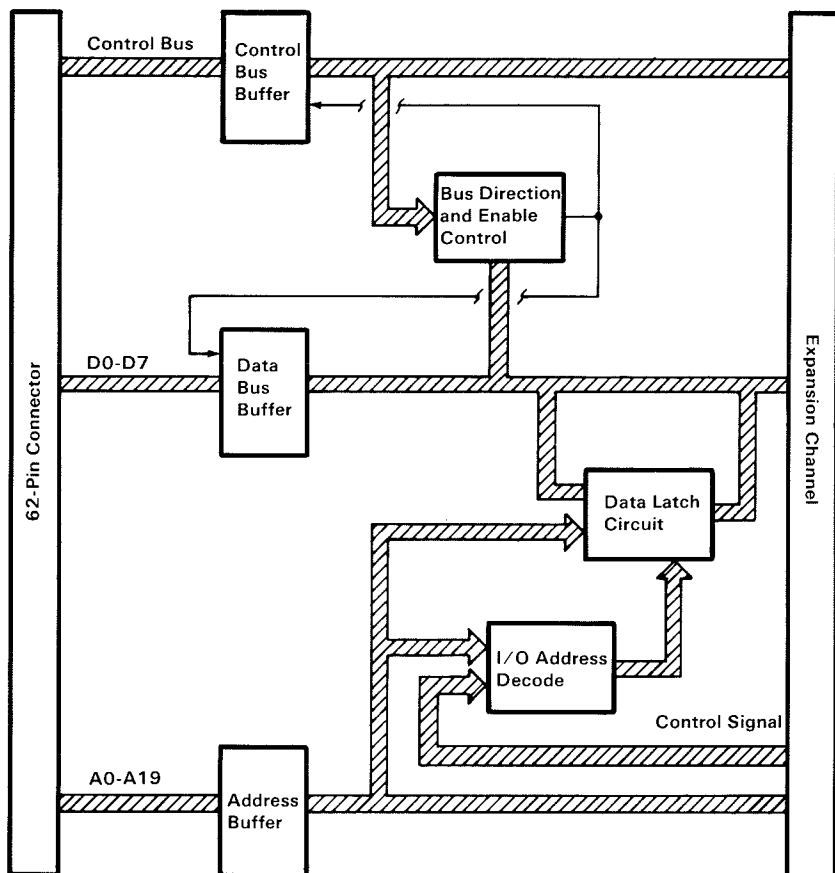 Control Bus
Control
Bus
Buffer
Bus Direction
and Enable
Control
D0-D7
Data
Bus
Buffer
62-Pin Connector
Expansion Channel
Data Latch
Circuit
I/O Address
Decode
Control Signal
A0-A19
Address
Buffer